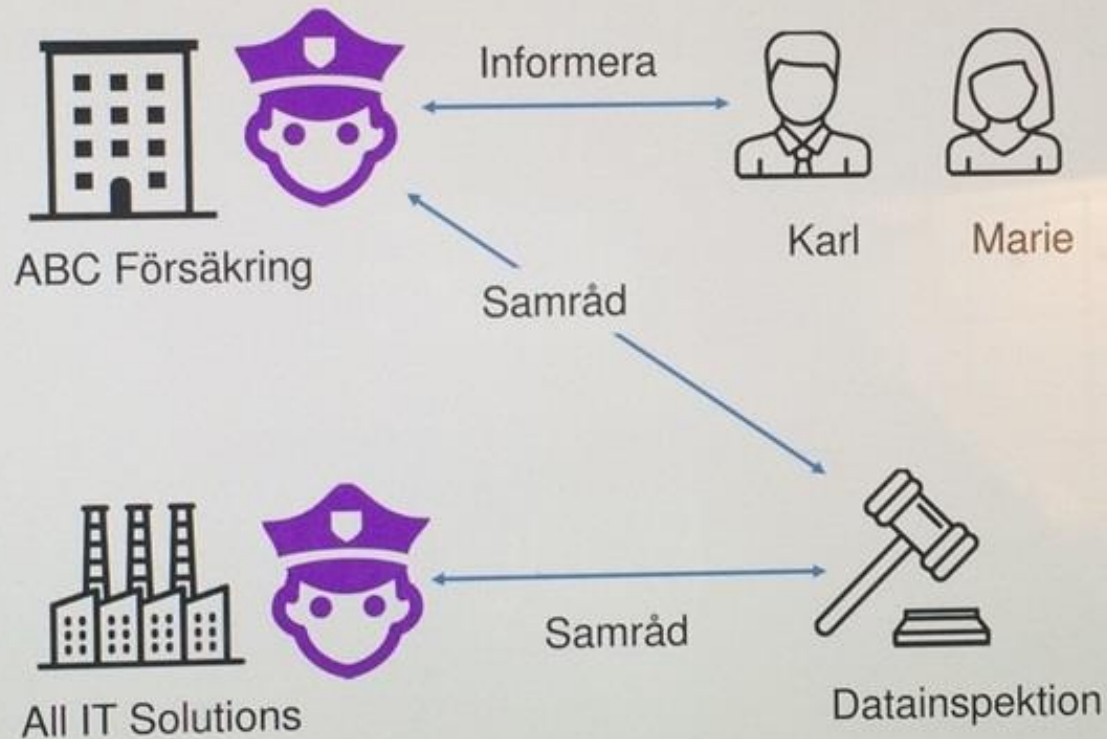 Informera
ABC Försäkring
Karl
Marie
Samråd
Samråd
All IT Solutions
Datainspektion